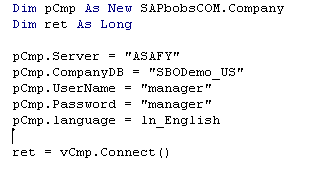 Dim pCmp As New SAPbobsCOM.Company
Dim ret As Long
pCmp.Server = "ASAFY"
pCmp.CompanyDB = "SBODemo_US"
pCmp.UserName = "manager"
pCmp.Password = "manager"
pCmp.language = ln_English
ret = vCmp.Connect()